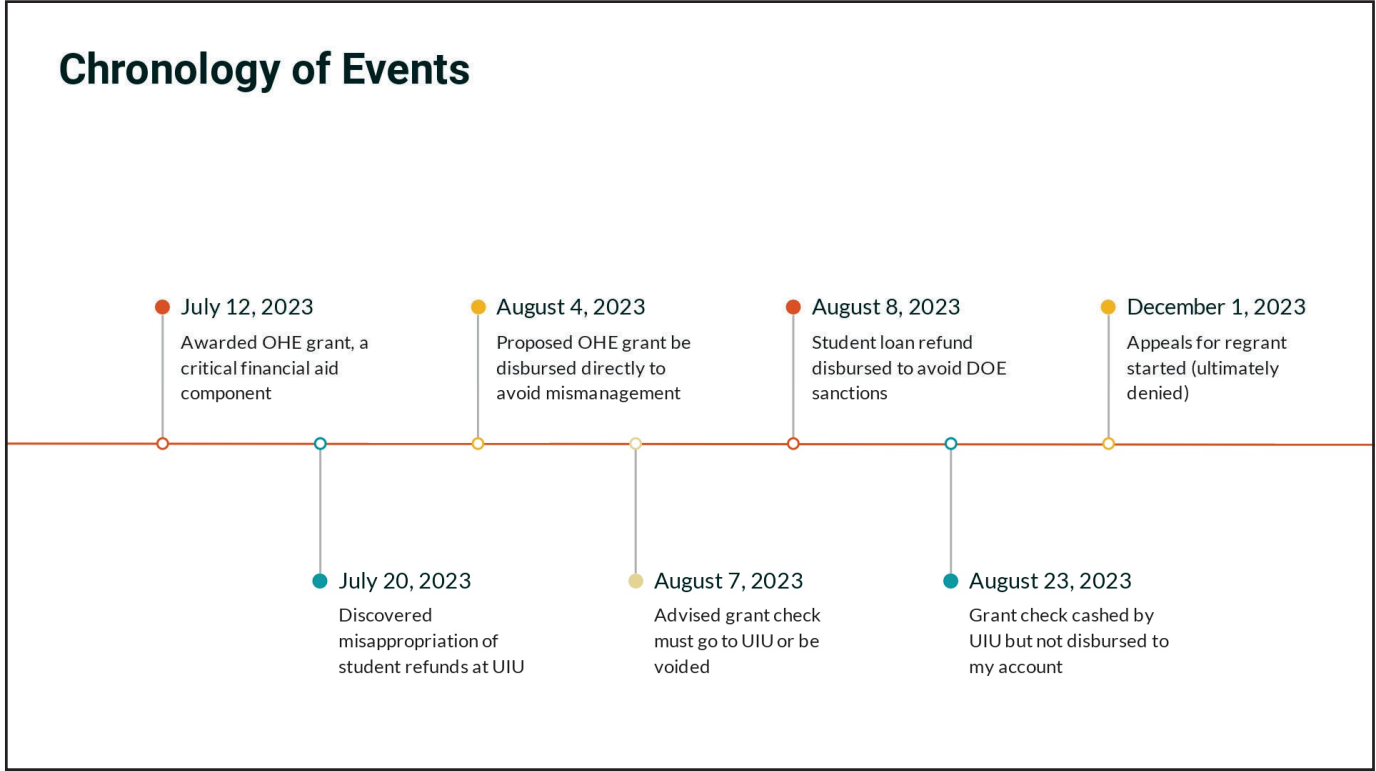 Chronology of Events
July 12, 2023
Awarded OHE grant, a
critical financial aid
component
July 20, 2023
Discovered
misappropriation of
student refunds at UIU
August 4, 2023
Proposed OHE grant be
disbursed directly to
avoid mismanagement
August 7, 2023
Advised grant check
must go to UIU or be
voided
August 8, 2023
Student loan refund
disbursed to avoid DOE
sanctions
August 23, 2023
Grant check cashed by
UIU but not disbursed to
my account
December 1, 2023
Appeals for regrant
started (ultimately
denied)